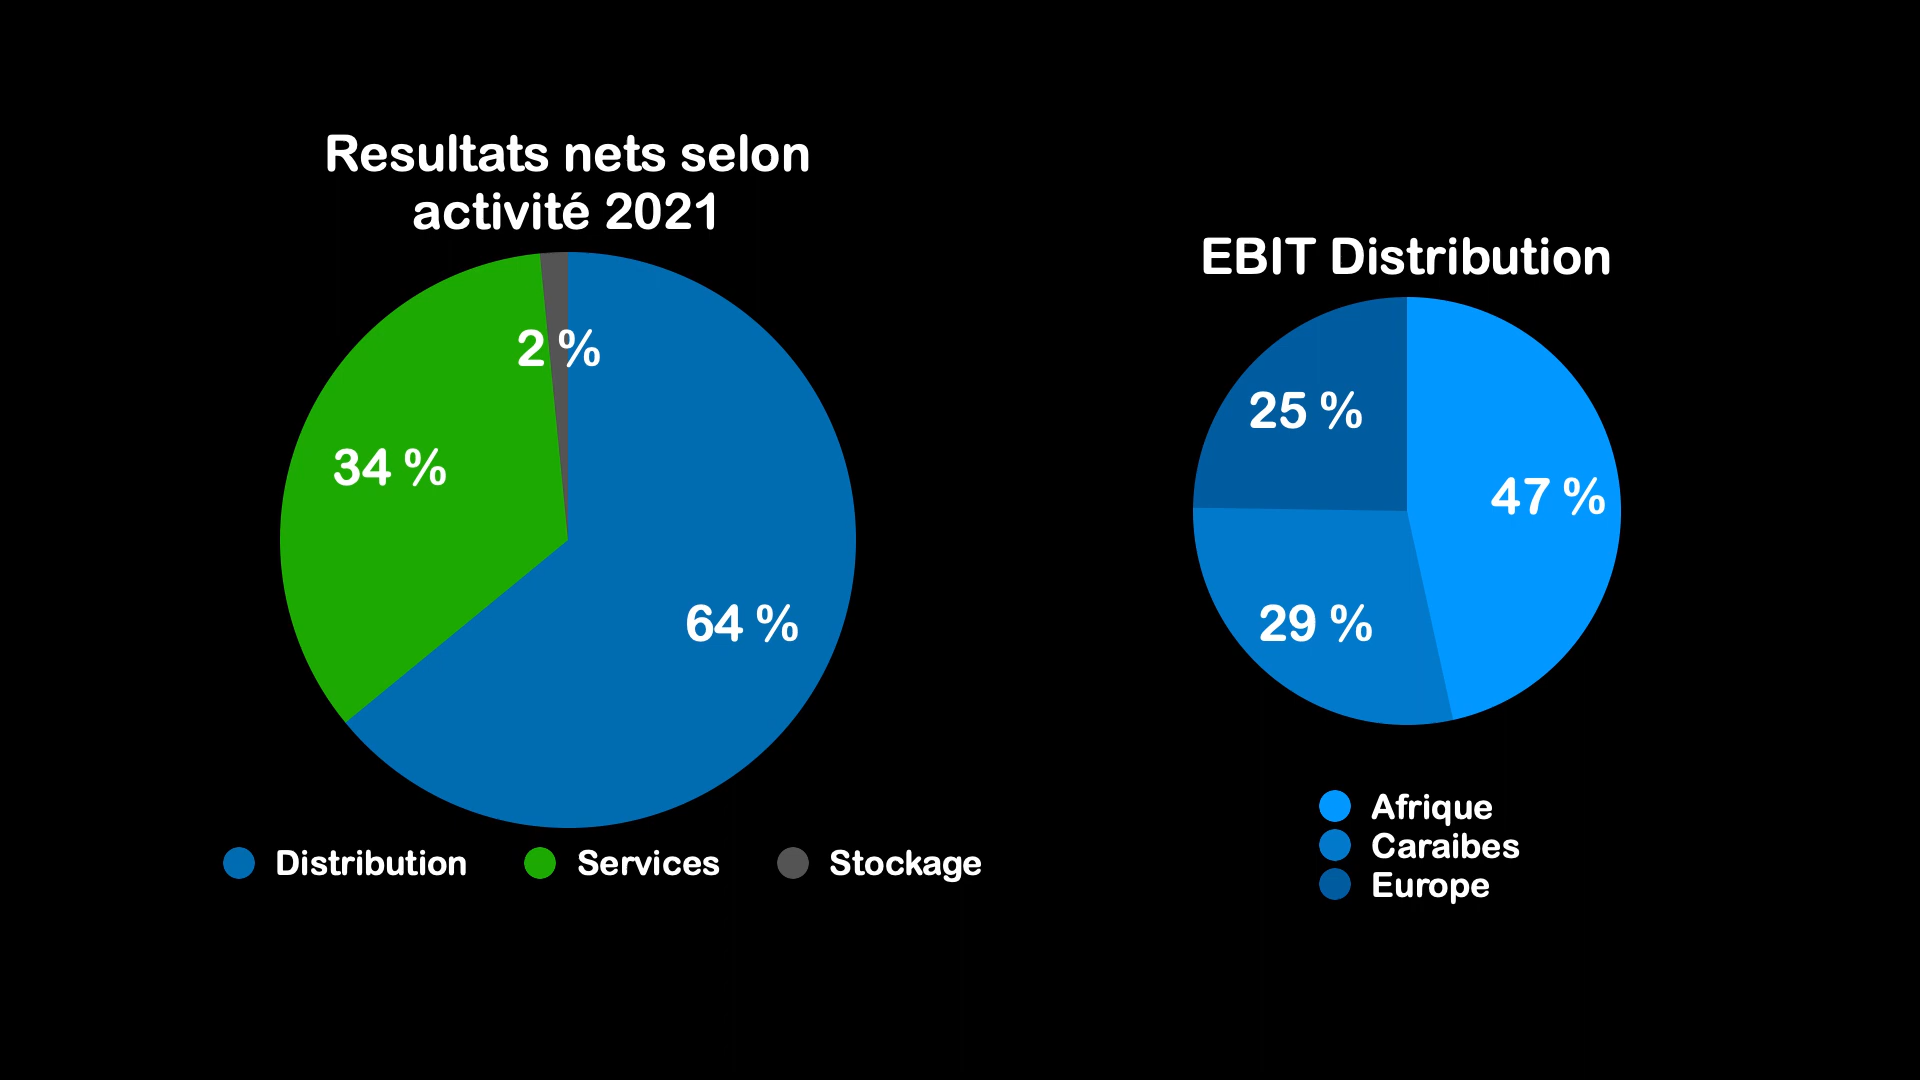 Resultats nets selon
activité 2021
2 %
34 %
64 %
Distribution
Services
Stockage
EBIT Distribution
25 %
47 %
29 %
Afrique
Caraibes
Europe